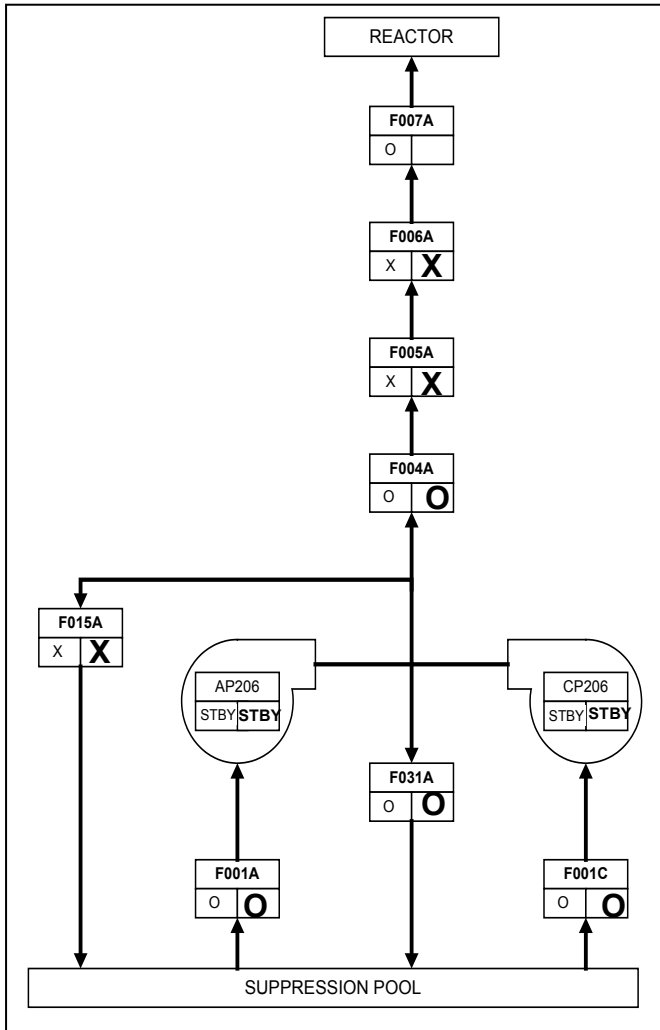 REACTOR
F007A
O
F006A
X X
F005A
X X
F004A
O O
F015A
X X
AP206
STBY STBY
CP206
STBY STBY
F031A
O O
F001A
O O
F001C
O O
SUPPRESSION POOL